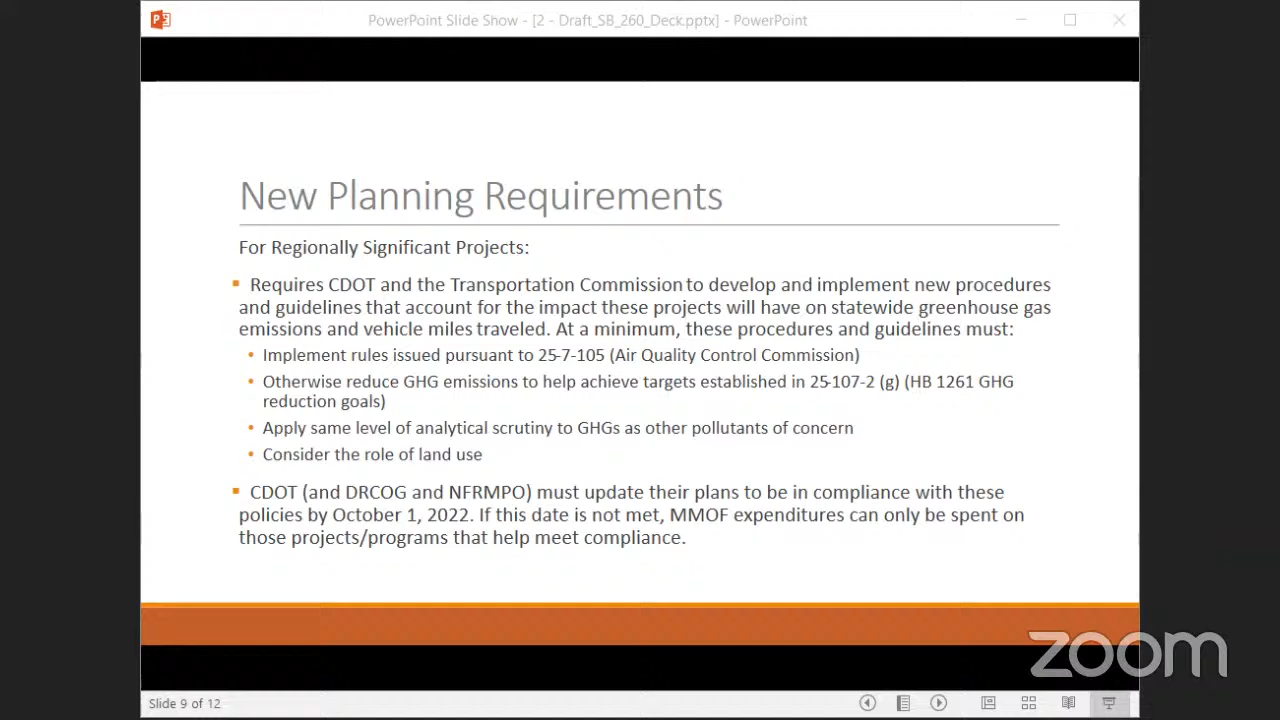 PowerPoint Slide Show - [2 - Draft_SB_260_Deck.pptx] - PowerPoint
New Planning Requirements
For Regionally Significant Projects:
▪ Requires CDOT and the Transportation Commission to develop and implement new procedures
and guidelines that account for the impact these projects will have on statewide greenhouse gas
emissions and vehicle miles traveled. At a minimum, these procedures and guidelines must:
• Implement rules issued pursuant to 25-7-105 (Air Quality Control Commission)
• Otherwise reduce GHG emissions to help achieve targets established in 25-107-2 (g) (HB 1261 GHG
reduction goals)
• Apply same level of analytical scrutiny to GHGs as other pollutants of concern
• Consider the role of land use
▪ CDOT (and DRCOG and NFRMPO) must update their plans to be in compliance with these
policies by October 1, 2022. If this date is not met, MMOF expenditures can only be spent on
those projects/programs that help meet compliance.
zoom
Slide 9 of 12